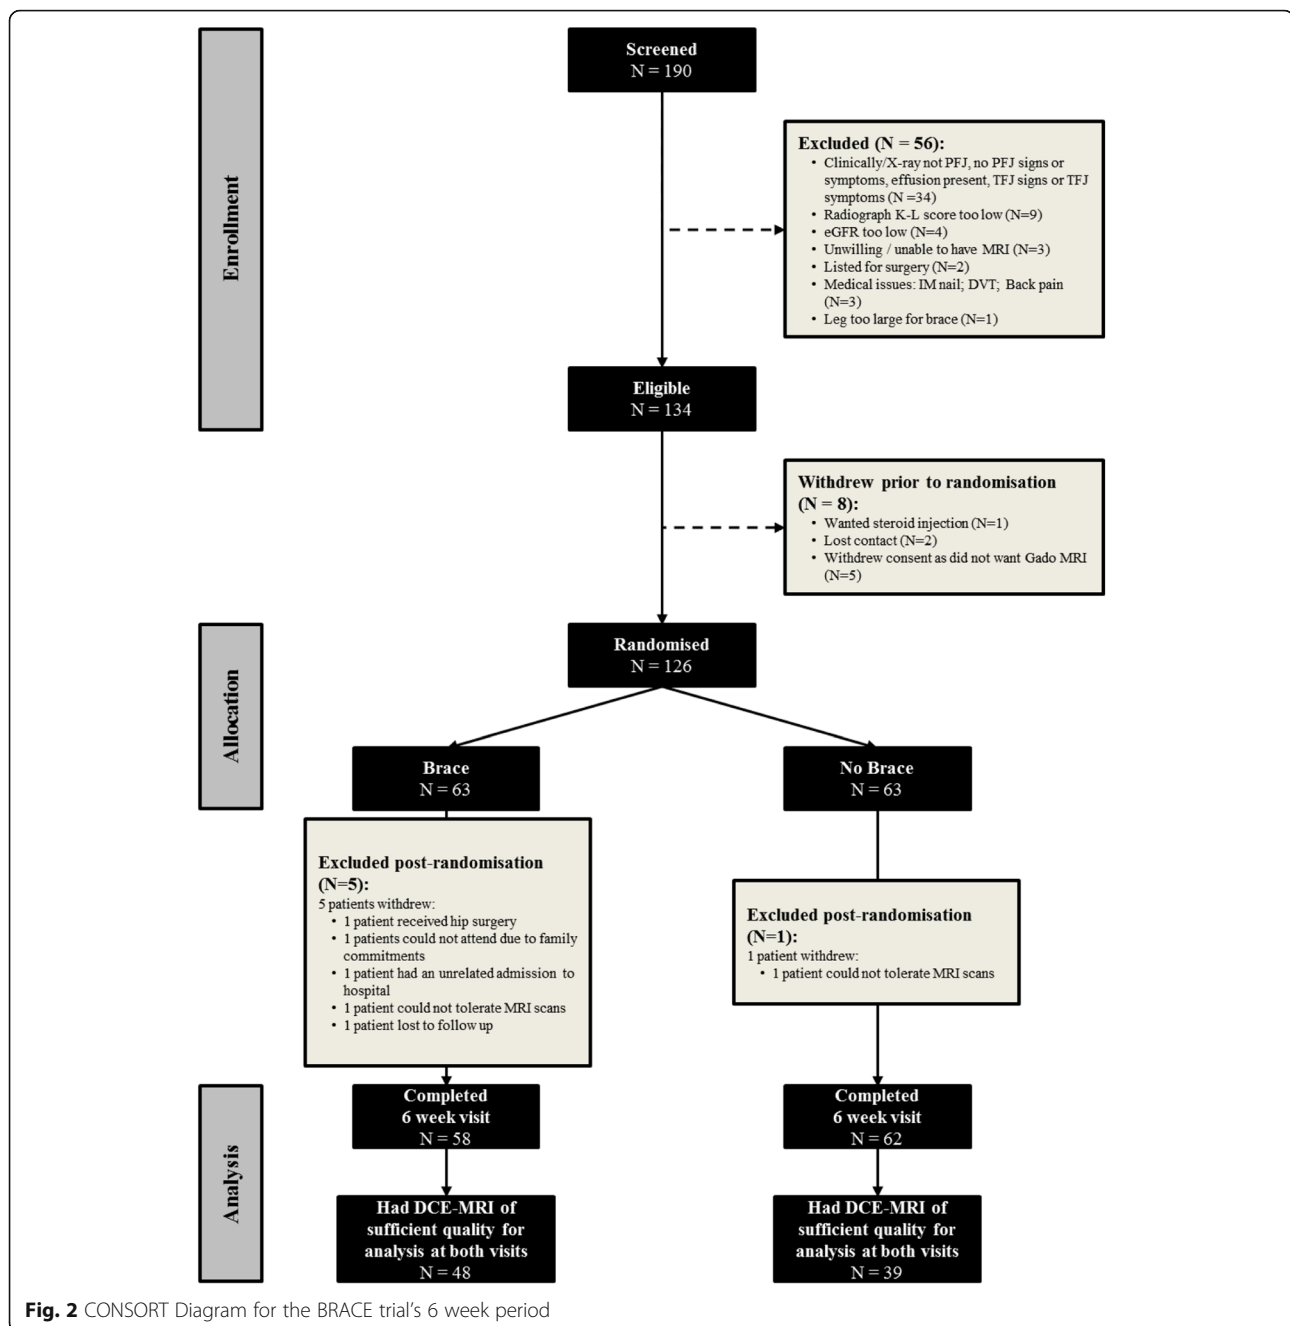 Enrollment
Screened
N = 190
Excluded (N = 56):
• Clinically/X-ray not PFJ, no PFJ signs or
symptoms, effusion present, TFJ signs or TFJ
symptoms (N =34)
• Radiograph K-L score too low (N=9)
• eGFR too low (N=4)
• Unwilling / unable to have MRI (N=3)
• Listed for surgery (N=2)
• Medical issues: IM nail; DVT; Back pain
(N=3)
• Leg too large for brace (N=1)
Eligible
N = 134
Withdrew prior to randomisation
(N = 8):
• Wanted steroid injection (N=1)
• Lost contact (N=2)
• Withdrew consent as did not want Gado MRI
(N=5)
Allocation
Randomised
N = 126
Brace
N = 63
No Brace
N = 63
Excluded post-randomisation
(N=5):
5 patients withdrew:
• 1 patient received hip surgery
• 1 patients could not attend due to family
commitments
• 1 patient had an unrelated admission to
hospital
• 1 patient could not tolerate MRI scans
• 1 patient lost to follow up
Excluded post-randomisation
(N=1):
1 patient withdrew:
• 1 patient could not tolerate MRI scans
Analysis
Completed
6 week visit
N = 58
Completed
6 week visit
N = 62
Had DCE-MRI of
sufficient quality for
analysis at both visits
N = 48
Had DCE-MRI of
sufficient quality for
analysis at both visits
N = 39
Fig. 2 CONSORT Diagram for the BRACE trial's 6 week period